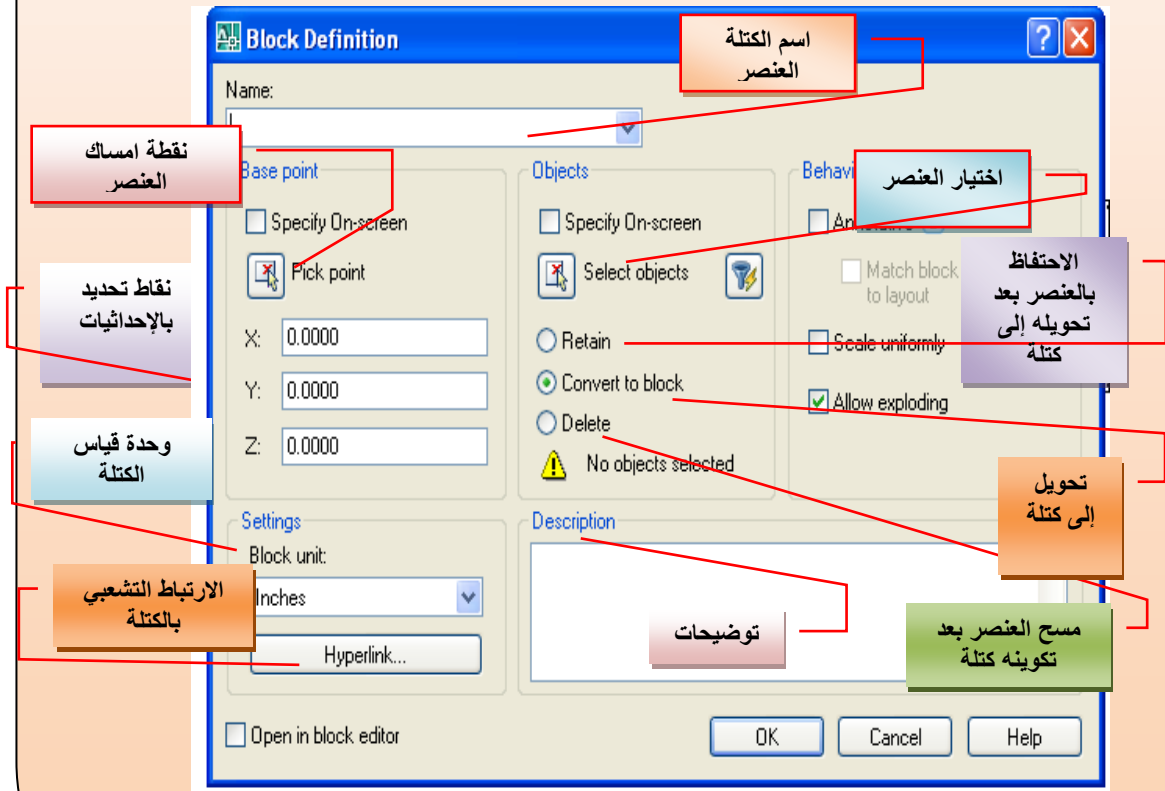 Block Definition
اسم الكتلة
العنصر
Name:
نقطة امساك
العنصر
Base point
Objects
اختيار العنصر
Specify On-screen
Specify On-screen
Pick point
Select objects
Match block
to layout
الاحتفاظ
بالعنصر بعد
تحويله إلى
كتلة
نقاط تحديد
بالإحداثيات
X:
0.0000
Retain
Scale uniformly
Y:
0.0000
Convert to block
Allow exploding
Z:
0.0000
Delete
No objects selected
وحدة قياس
الكتلة
تحويل
إلى كتلة
Settings
Description
Block unit:
الارتباط التشعبي
بالكتلة
Inches
Hyperlink...
توضيحات
مسح العنصر بعد
تكوينه كتلة
Open in block editor
OK
Cancel
Help